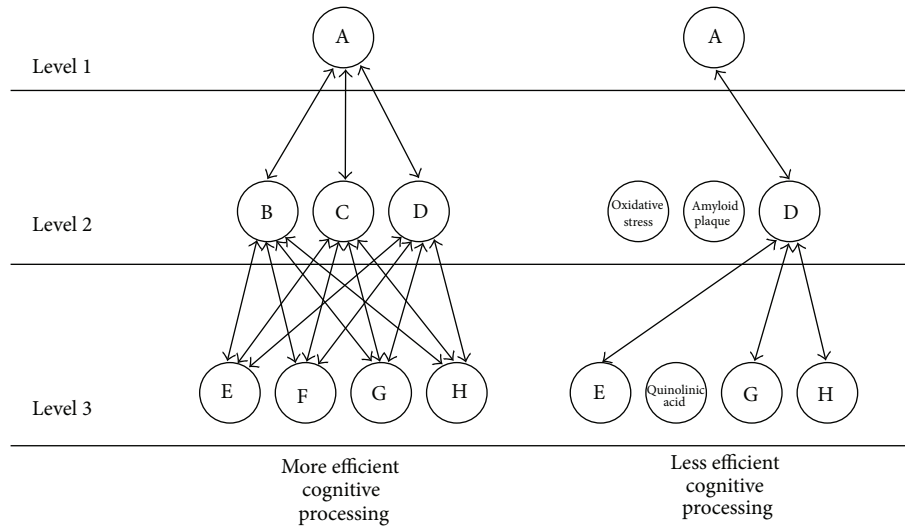 A
A
Level 1
B
C
D
Oxidative
stress
Amyloid
plaque
D
Level 2
E
F
G
H
E
Quinolinic
acid
G
H
Level 3
More efficient
cognitive
processing
Less efficient
cognitive
processing